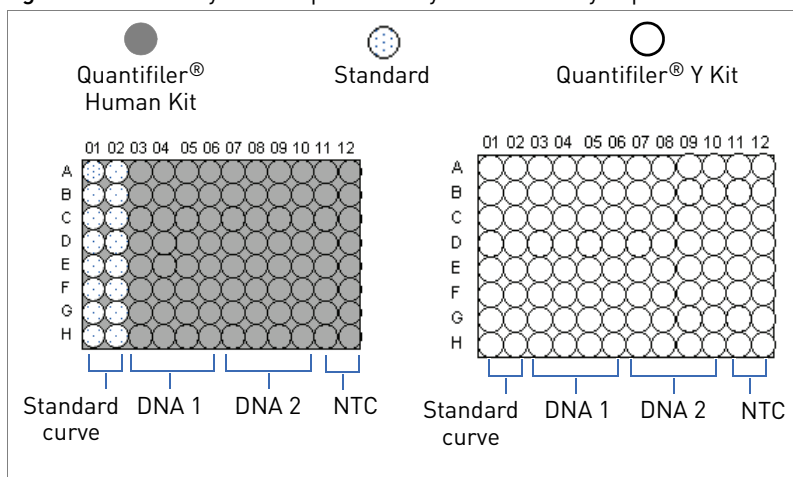 Quantifiler®
Human Kit
Standard
Quantifiler® Y Kit
01 02 03 04 05 06 07 08 09 10 11 12
A
B
C
D
E
F
G
H
Standard
curve
DNA 1
DNA 2
NTC
01 02 03 04 05 06 07 08 09 10 11 12
A
B
C
D
E
F
G
H
Standard
curve
DNA 1
DNA 2
NTC